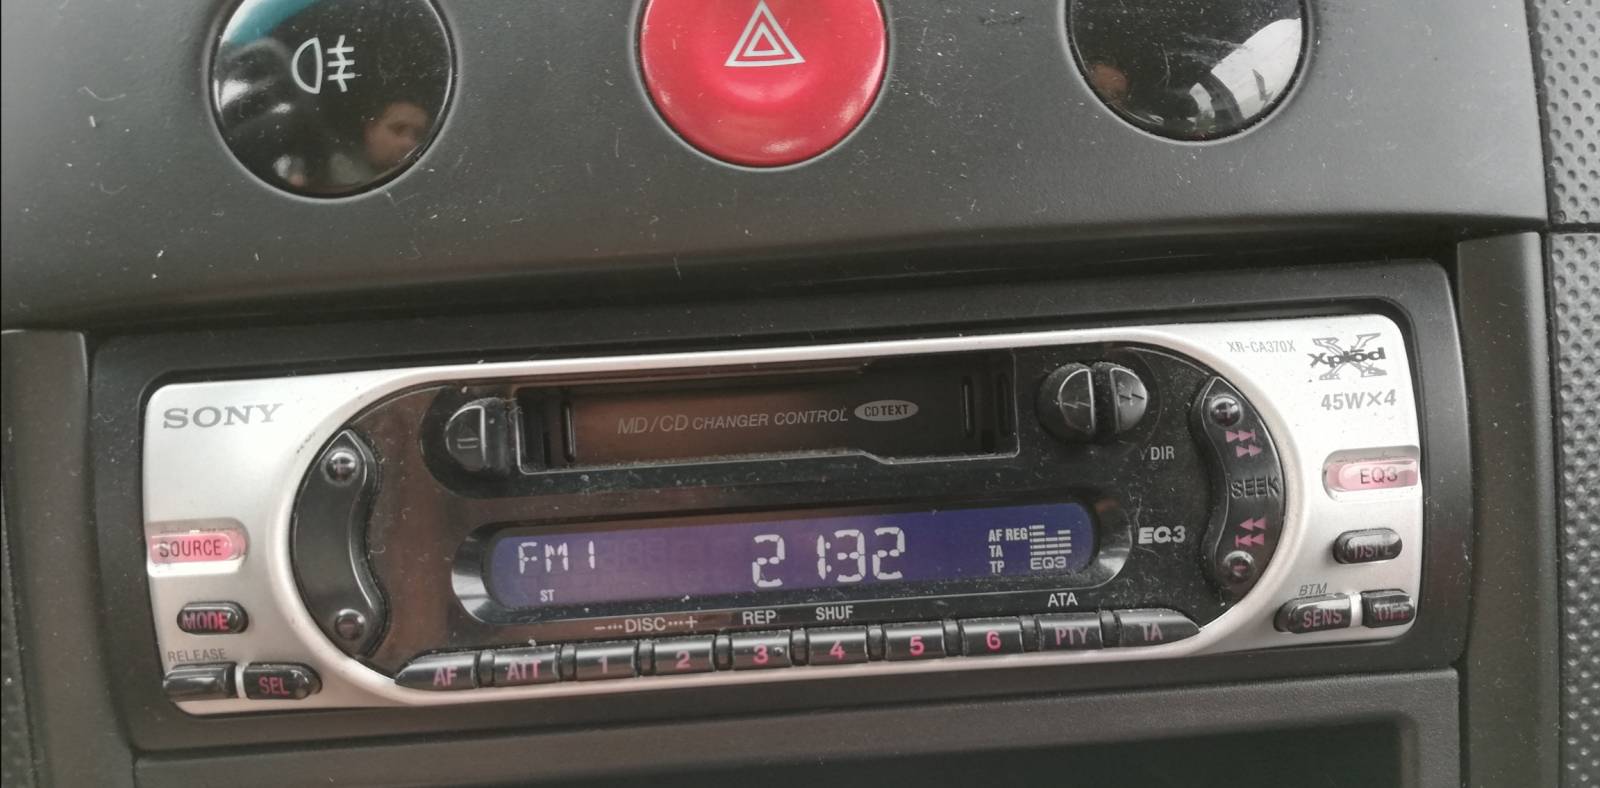 SONY
XR-CA370X
Xplod
45W×4
MD/CD CHANGER CONTROL CD TEXT
DIR
SEEK
EQ3
EQ3
SOURCE
FM1 21:32 AF REG
TA
TP EQ3
ST
DSPL
MODE
BTM
SENS OFF
–···DISC···+ REP SHUF ATA
RELEASE
SEL AF ATT 1 2 3 4 5 6 PTY TA